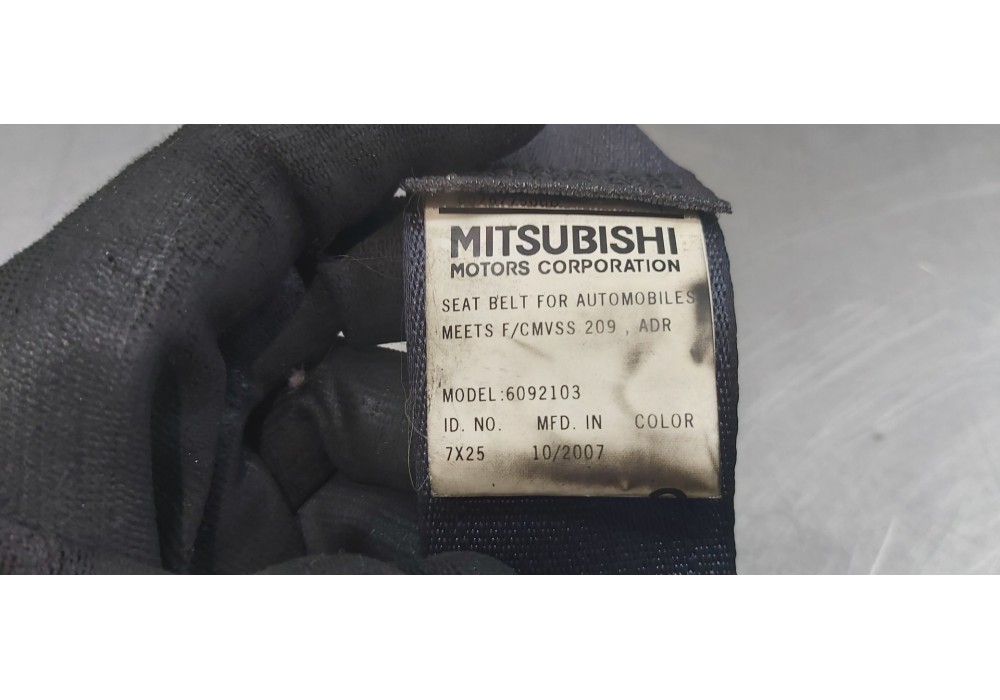 MITSUBISHI
MOTORS CORPORATION
SEAT BELT FOR AUTOMOBILES
MEETS F/CMVSS 209 , ADR
MODEL:6092103
ID. NO. MFD. IN COLOR
7X25 10/2007